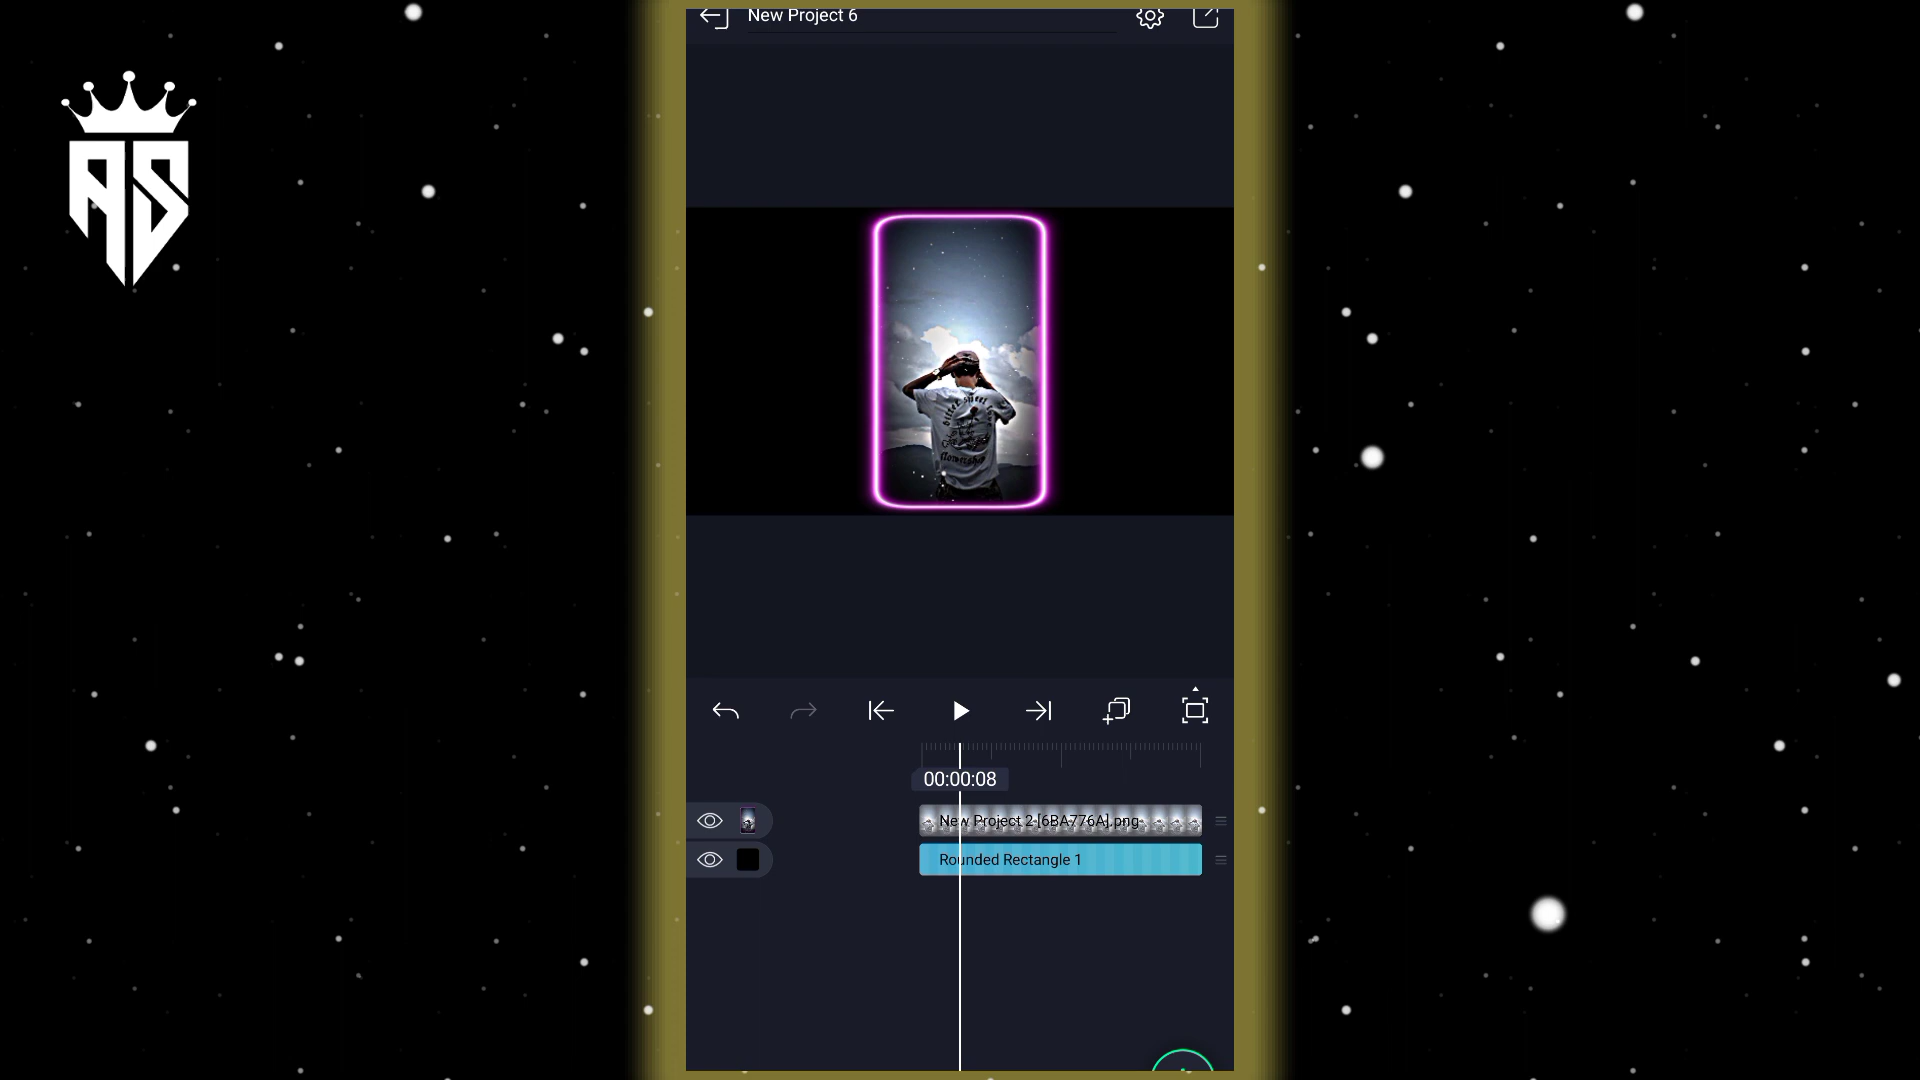 New Project 6
AS
00:00:08
New Project 2-[6BA776A].png
Rounded Rectangle 1